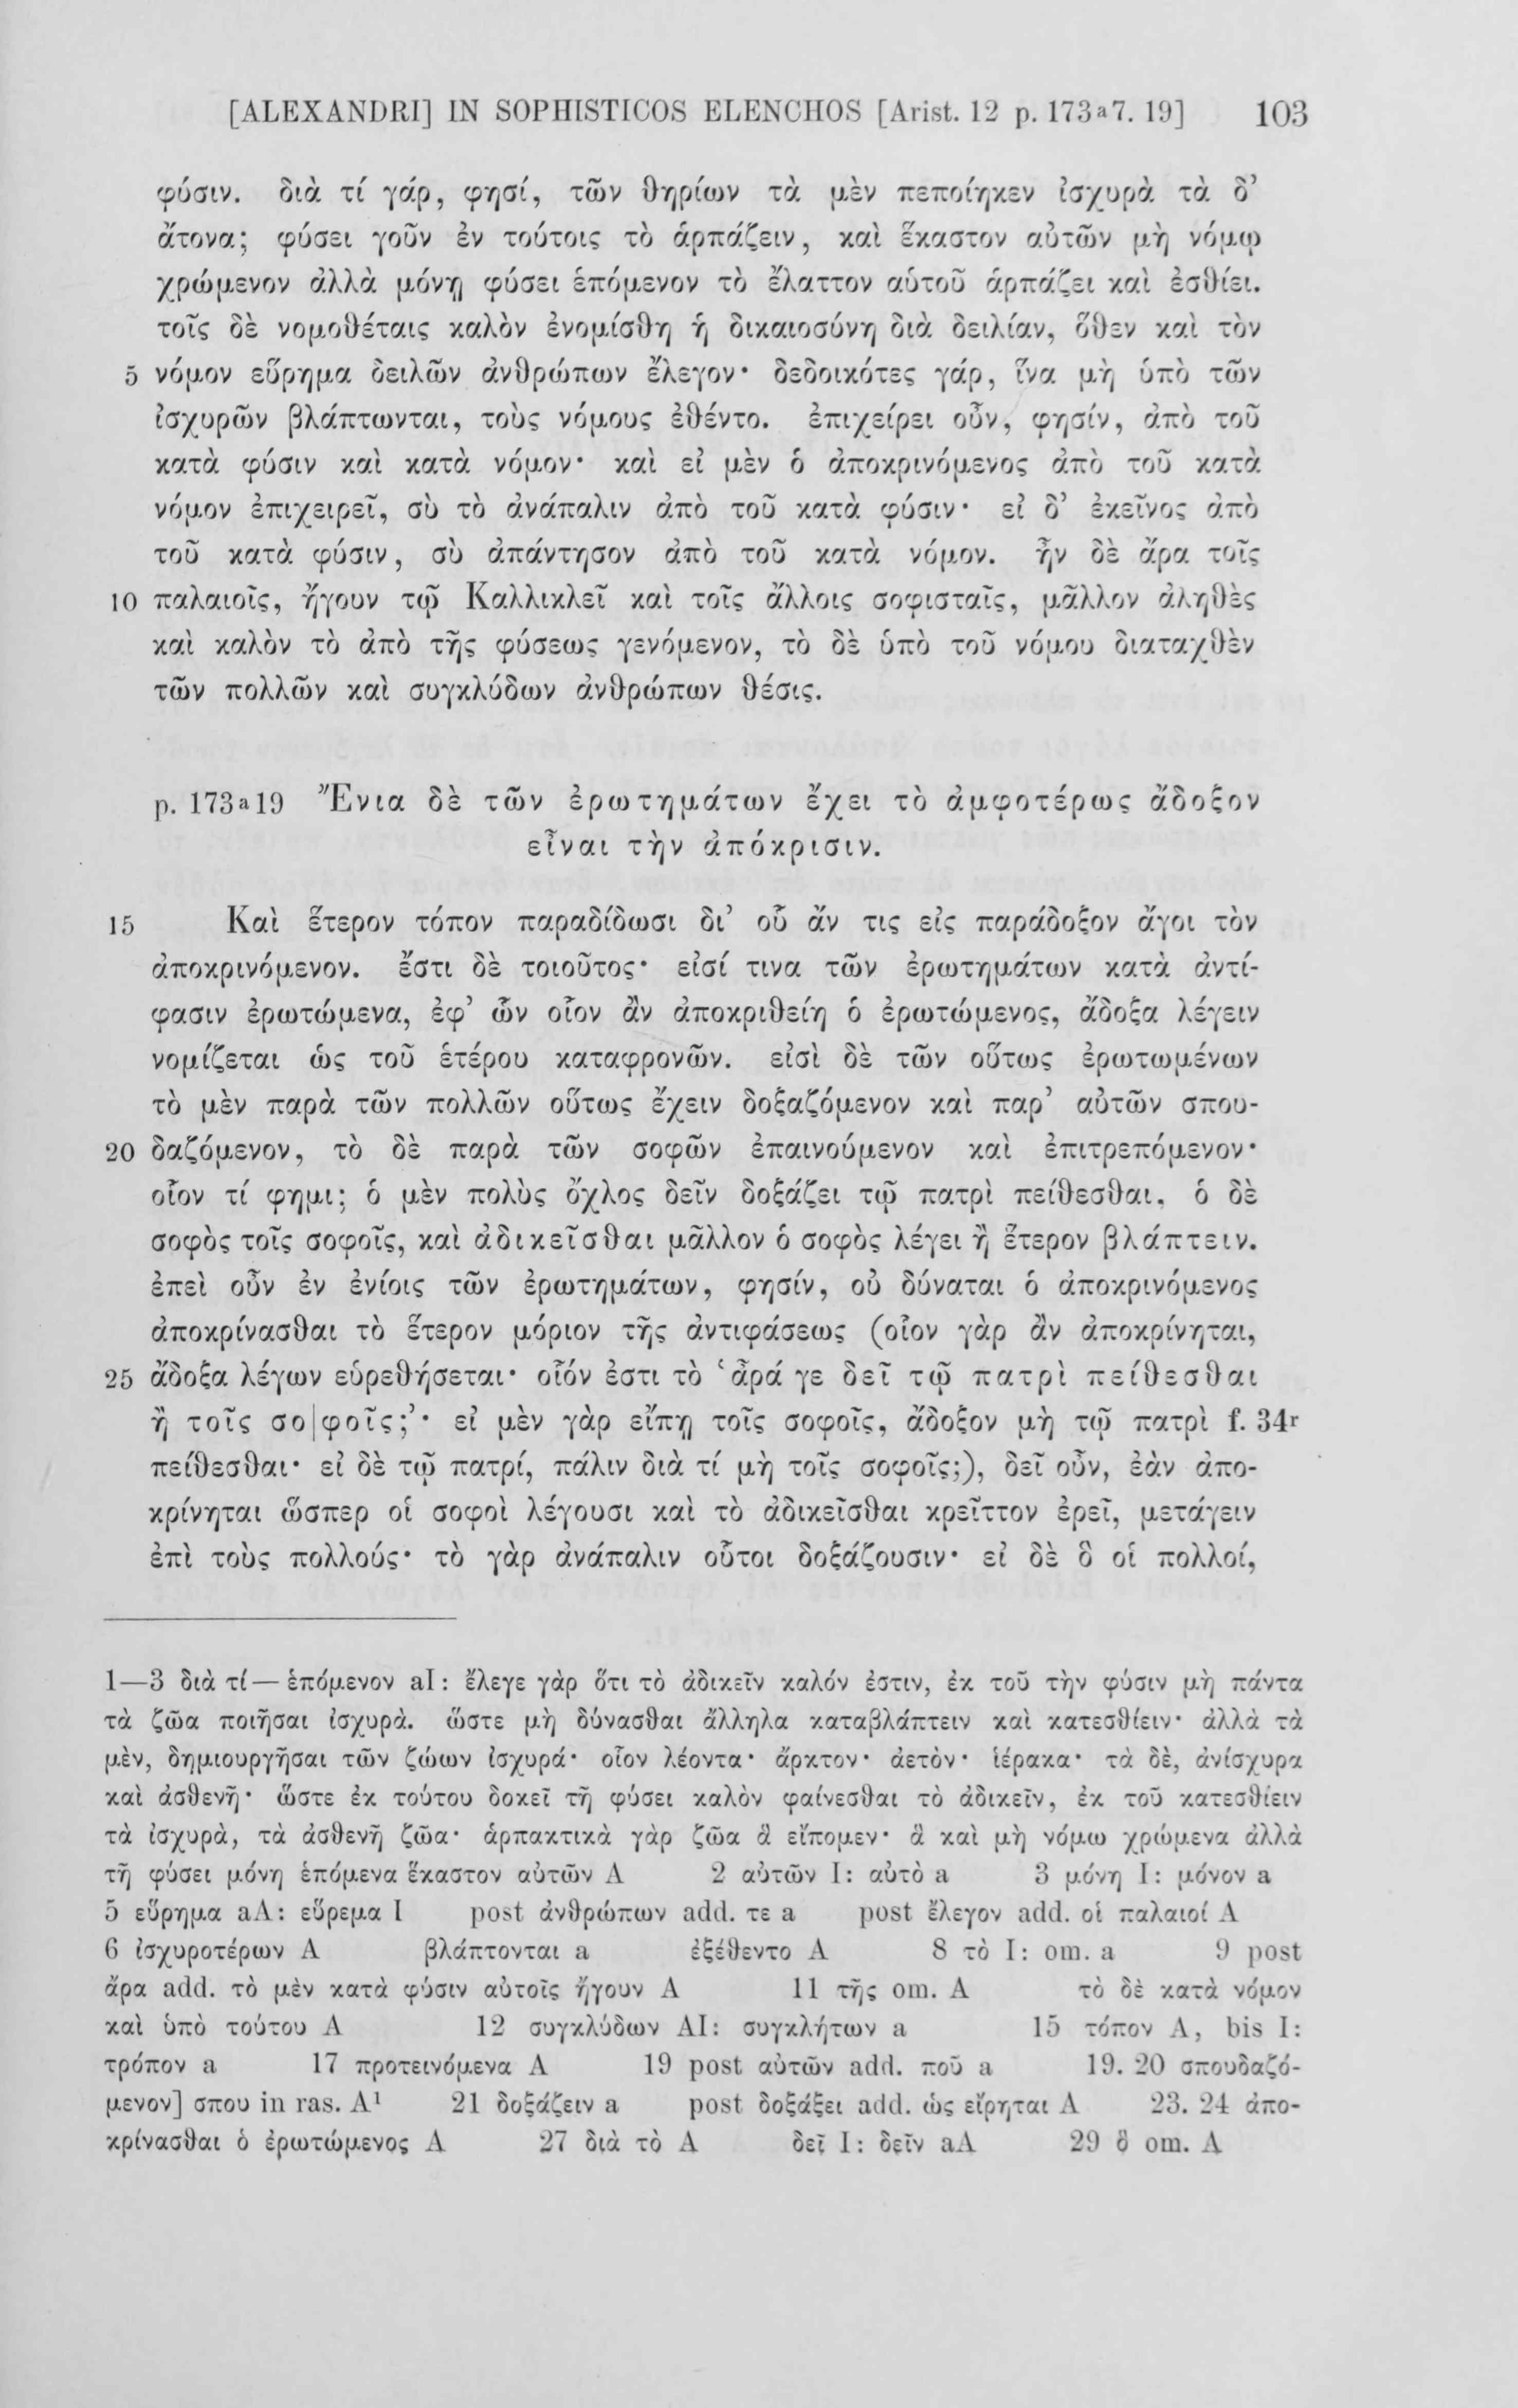 [ALEXANDRI] IN SOPHISTICOS ELENCHOS [Arist. 12 p. 173ᵃ7. 19] 103
φύσιν. διὰ τί γάρ, φησί, τῶν θηρίων τὰ μὲν πεποίηκεν ἰσχυρὰ τὰ δ’
ἄτονα; φύσει γοῦν ἐν τούτοις τὸ ἁρπάζειν, καὶ ἕκαστον αὐτῶν μὴ νόμῳ
χρώμενον ἀλλὰ μόνῃ φύσει ἑπόμενον τὸ ἔλαττον αὑτοῦ ἁρπάζει καὶ ἐσθίει.
τοῖς δὲ νομοθέταις καλὸν ἐνομίσθη ἡ δικαιοσύνη διὰ δειλίαν, ὅθεν καὶ τὸν
5 νόμον εὕρημα δειλῶν ἀνθρώπων ἔλεγον· δεδοικότες γάρ, ἵνα μὴ ὑπὸ τῶν
ἰσχυρῶν βλάπτωνται, τοὺς νόμους ἐθέντο. ἐπιχείρει οὖν, φησίν, ἀπὸ τοῦ
κατὰ φύσιν καὶ κατὰ νόμον· καὶ εἰ μὲν ὁ ἀποκρινόμενος ἀπὸ τοῦ κατὰ
νόμον ἐπιχειρεῖ, σὺ τὸ ἀνάπαλιν ἀπὸ τοῦ κατὰ φύσιν· εἰ δ’ ἐκεῖνος ἀπὸ
τοῦ κατὰ φύσιν, σὺ ἀπάντησον ἀπὸ τοῦ κατὰ νόμον. ἦν δὲ ἄρα τοῖς
10 παλαιοῖς, ἤγουν τῷ Καλλικλεῖ καὶ τοῖς ἄλλοις σοφισταῖς, μᾶλλον ἀληθὲς
καὶ καλὸν τὸ ἀπὸ τῆς φύσεως γενόμενον, τὸ δὲ ὑπὸ τοῦ νόμου διαταχθὲν
τῶν πολλῶν καὶ συγκλύδων ἀνθρώπων θέσις.
p. 173ᵃ19 Ἔνια δὲ τῶν ἐρωτημάτων ἔχει τὸ ἀμφοτέρως ἄδοξον
εἶναι τὴν ἀπόκρισιν.
15 Καὶ ἕτερον τόπον παραδίδωσι δι’ οὗ ἄν τις εἰς παράδοξον ἄγοι τὸν
ἀποκρινόμενον. ἔστι δὲ τοιοῦτος· εἰσί τινα τῶν ἐρωτημάτων κατὰ ἀντί-
φασιν ἐρωτώμενα, ἐφ’ ὧν οἷον ἂν ἀποκριθείη ὁ ἐρωτώμενος, ἄδοξα λέγειν
νομίζεται ὡς τοῦ ἑτέρου καταφρονῶν. εἰσὶ δὲ τῶν οὕτως ἐρωτωμένων
τὸ μὲν παρὰ τῶν πολλῶν οὕτως ἔχειν δοξαζόμενον καὶ παρ’ αὐτῶν σπου-
20 δαζόμενον, τὸ δὲ παρὰ τῶν σοφῶν ἐπαινούμενον καὶ ἐπιτρεπόμενον·
οἷον τί φημι; ὁ μὲν πολὺς ὄχλος δεῖν δοξάζει τῷ πατρὶ πείθεσθαι, ὁ δὲ
σοφὸς τοῖς σοφοῖς, καὶ ἀδικεῖσθαι μᾶλλον ὁ σοφὸς λέγει ἢ ἕτερον βλάπτειν.
ἐπεὶ οὖν ἐν ἐνίοις τῶν ἐρωτημάτων, φησίν, οὐ δύναται ὁ ἀποκρινόμενος
ἀποκρίνασθαι τὸ ἕτερον μόριον τῆς ἀντιφάσεως (οἷον γὰρ ἂν ἀποκρίνηται,
25 ἄδοξα λέγων εὑρεθήσεται· οἷόν ἐστι τὸ ‘ἆρά γε δεῖ τῷ πατρὶ πείθεσθαι
ἢ τοῖς σο|φοῖς;’· εἰ μὲν γὰρ εἴπῃ τοῖς σοφοῖς, ἄδοξον μὴ τῷ πατρὶ f. 34ʳ
πείθεσθαι· εἰ δὲ τῷ πατρί, πάλιν διὰ τί μὴ τοῖς σοφοῖς;), δεῖ οὖν, ἐὰν ἀπο-
κρίνηται ὥσπερ οἱ σοφοὶ λέγουσι καὶ τὸ ἀδικεῖσθαι κρεῖττον ἐρεῖ, μετάγειν
ἐπὶ τοὺς πολλούς· τὸ γὰρ ἀνάπαλιν οὗτοι δοξάζουσιν· εἰ δὲ ὃ οἱ πολλοί,
1—3 διὰ τί—ἑπόμενον aI: ἔλεγε γὰρ ὅτι τὸ ἀδικεῖν καλόν ἐστιν, ἐκ τοῦ τὴν φύσιν μὴ πάντα
τὰ ζῶα ποιῆσαι ἰσχυρὰ. ὥστε μὴ δύνασθαι ἄλληλα καταβλάπτειν καὶ κατεσθίειν· ἀλλὰ τὰ
μὲν, δημιουργῆσαι τῶν ζώων ἰσχυρά· οἷον λέοντα· ἄρκτον· ἀετὸν· ἱέρακα· τὰ δὲ, ἀνίσχυρα
καὶ ἀσθενῆ· ὥστε ἐκ τούτου δοκεῖ τῇ φύσει καλὸν φαίνεσθαι τὸ ἀδικεῖν, ἐκ τοῦ κατεσθίειν
τὰ ἰσχυρὰ, τὰ ἀσθενῆ ζῶα· ἁρπακτικὰ γὰρ ζῶα ἃ εἴπομεν· ἃ καὶ μὴ νόμω χρώμενα ἀλλὰ
τῆ φύσει μόνη ἑπόμενα ἕκαστον αὐτῶν A 2 αὐτῶν I: αὐτὸ a 3 μόνη I: μόνον a
5 εὕρημα aA: εὕρεμα I post ἀνθρώπων add. τε a post ἔλεγον add. οἱ παλαιοί A
6 ἰσχυροτέρων A βλάπτονται a ἐξέθεντο A 8 τὸ I: om. a 9 post
ἄρα add. τὸ μὲν κατὰ φύσιν αὐτοῖς ἤγουν A 11 τῆς om. A τὸ δὲ κατὰ νόμον
καὶ ὑπὸ τούτου A 12 συγκλύδων AI: συγκλήτων a 15 τόπον A, bis I:
τρόπον a 17 προτεινόμενα A 19 post αὐτῶν add. ποῦ a 19. 20 σπουδαζό-
μενον] σπου in ras. A¹ 21 δοξάζειν a post δοξάξει add. ὡς εἴρηται A 23. 24 ἀπο-
κρίνασθαι ὁ ἐρωτώμενος A 27 διὰ τὸ A δεῖ I: δεῖν aA 29 ὃ om. A